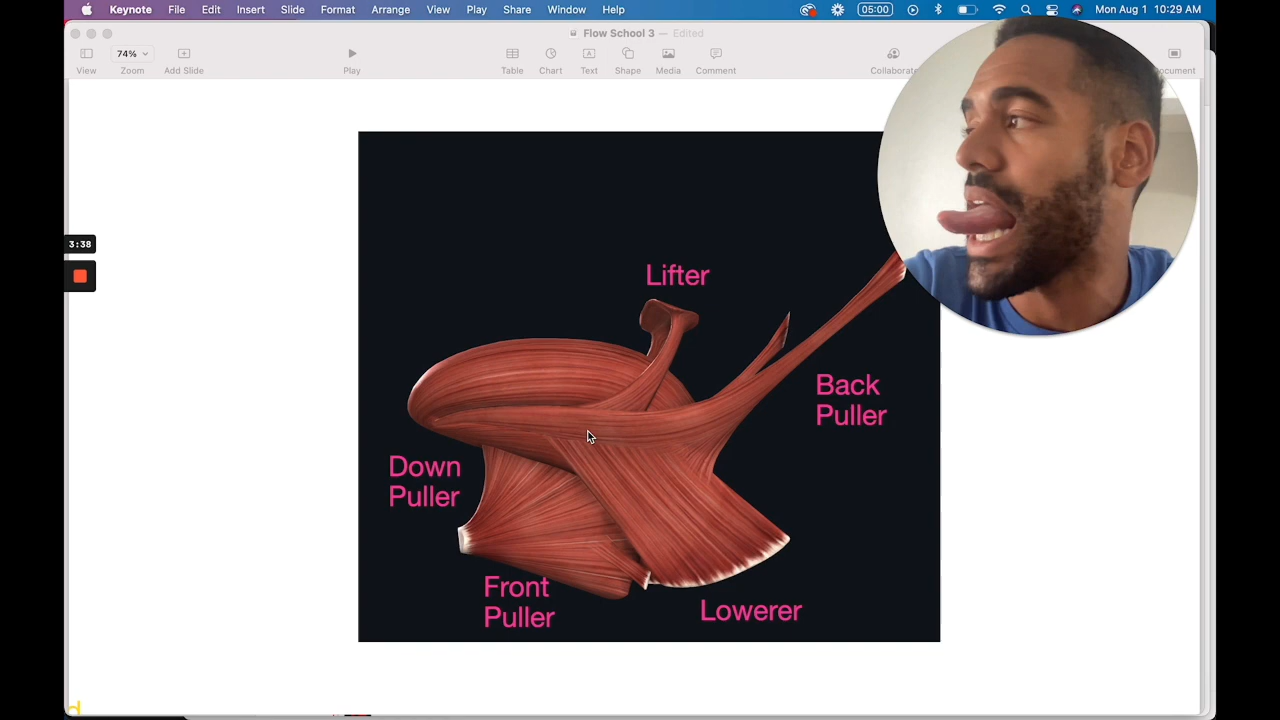 Keynote File Edit Insert Slide Format Arrange View Play Share Window Help 05:00 Mon Aug 1 10:29 AM
Flow School 3 — Edited
74%
View Zoom Add Slide Play Table Chart Text Shape Media Comment Collaborate
3:38
Lifter
Back
Puller
Down
Puller
Front
Puller
Lowerer